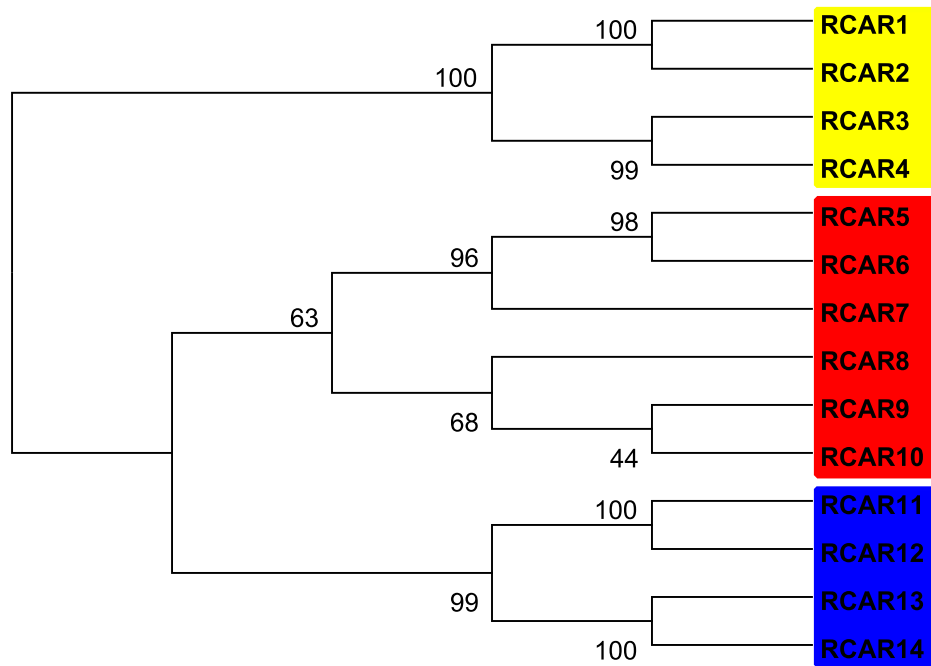 100
RCAR1
RCAR2
100
RCAR3
99
RCAR4
98
RCAR5
96
RCAR6
RCAR7
63
RCAR8
RCAR9
68
44
RCAR10
100
RCAR11
RCAR12
99
RCAR13
100
RCAR14